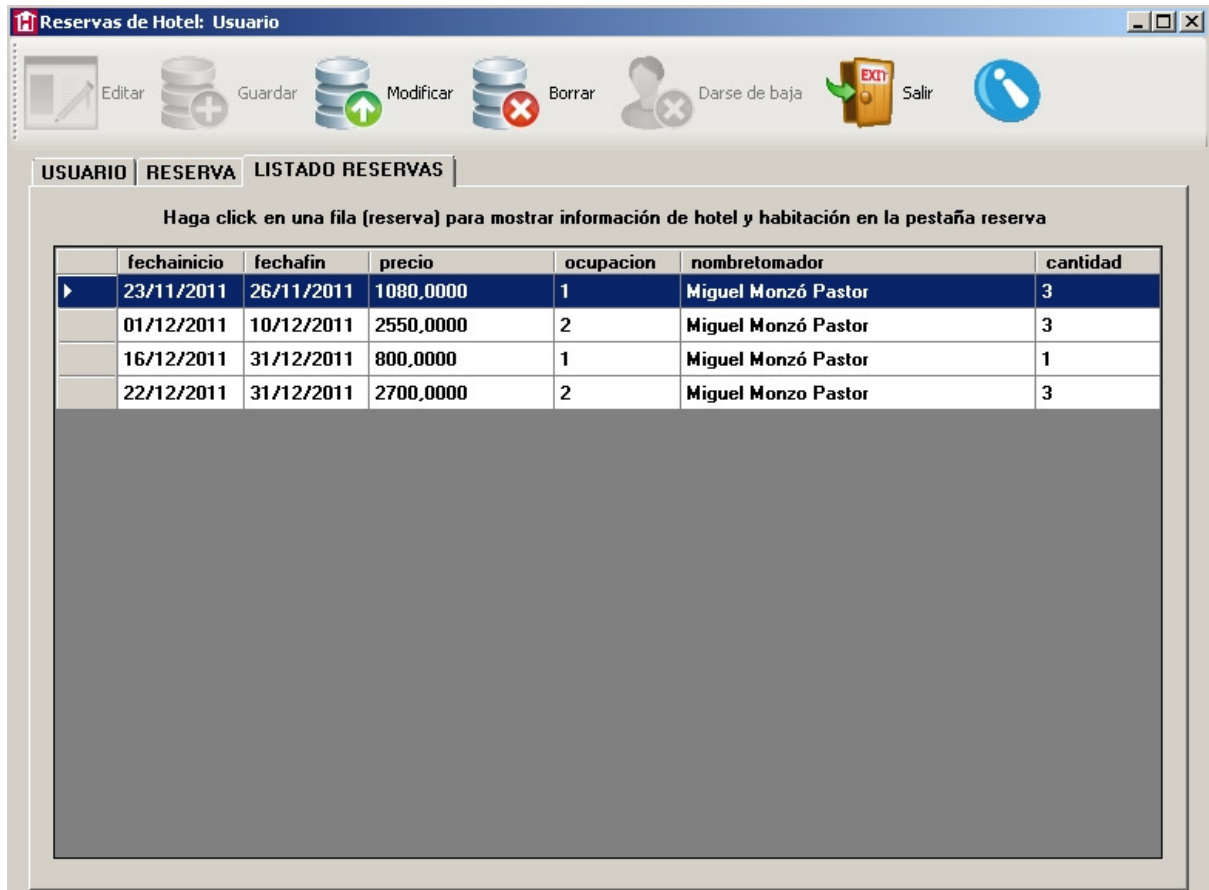 Reservas de Hotel: Usuario
Editar Guardar Modificar Borrar Darse de baja EXIT Salir
USUARIO RESERVA LISTADO RESERVAS
Haga click en una fila (reserva) para mostrar información de hotel y habitación en la pestaña reserva
fechainicio fechafin precio ocupacion nombretomador cantidad
23/11/2011 26/11/2011 1080,0000 1 Miguel Monzó Pastor 3
01/12/2011 10/12/2011 2550,0000 2 Miguel Monzó Pastor 3
16/12/2011 31/12/2011 800,0000 1 Miguel Monzó Pastor 1
22/12/2011 31/12/2011 2700,0000 2 Miguel Monzo Pastor 3